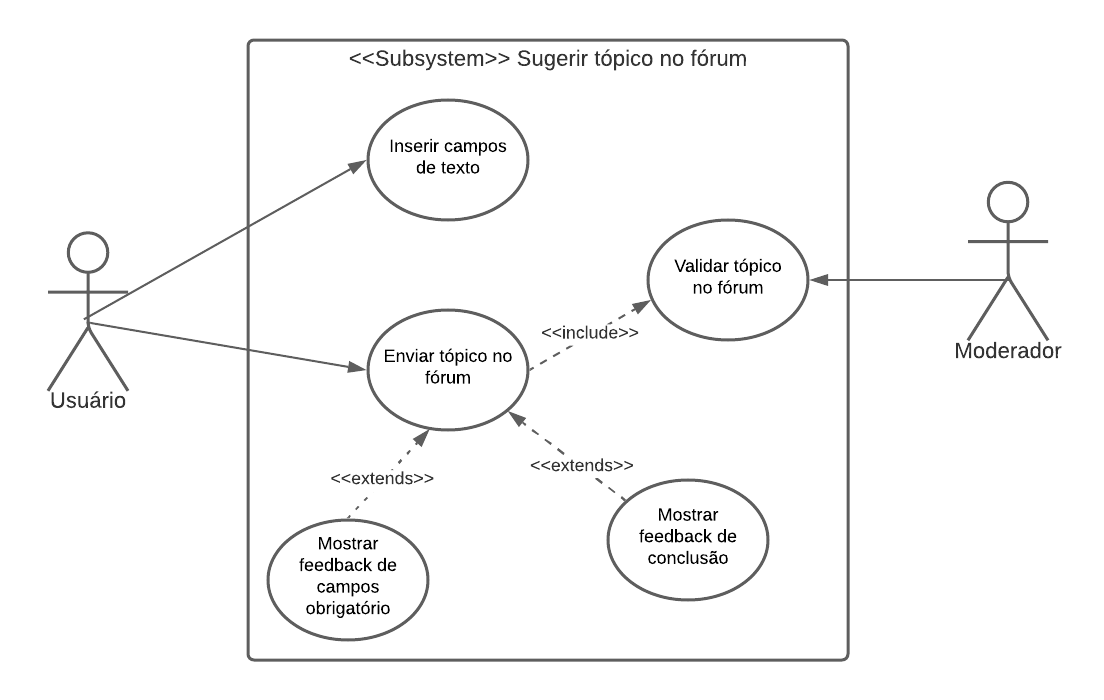 <<Subsystem>> Sugerir tópico no fórum
Inserir campos
de texto
Validar tópico
no fórum
<<include>>
Enviar tópico no
fórum
Moderador
Usuário
<<extends>>
<<extends>>
Mostrar
feedback de
conclusão
Mostrar
feedback de
campos
obrigatório